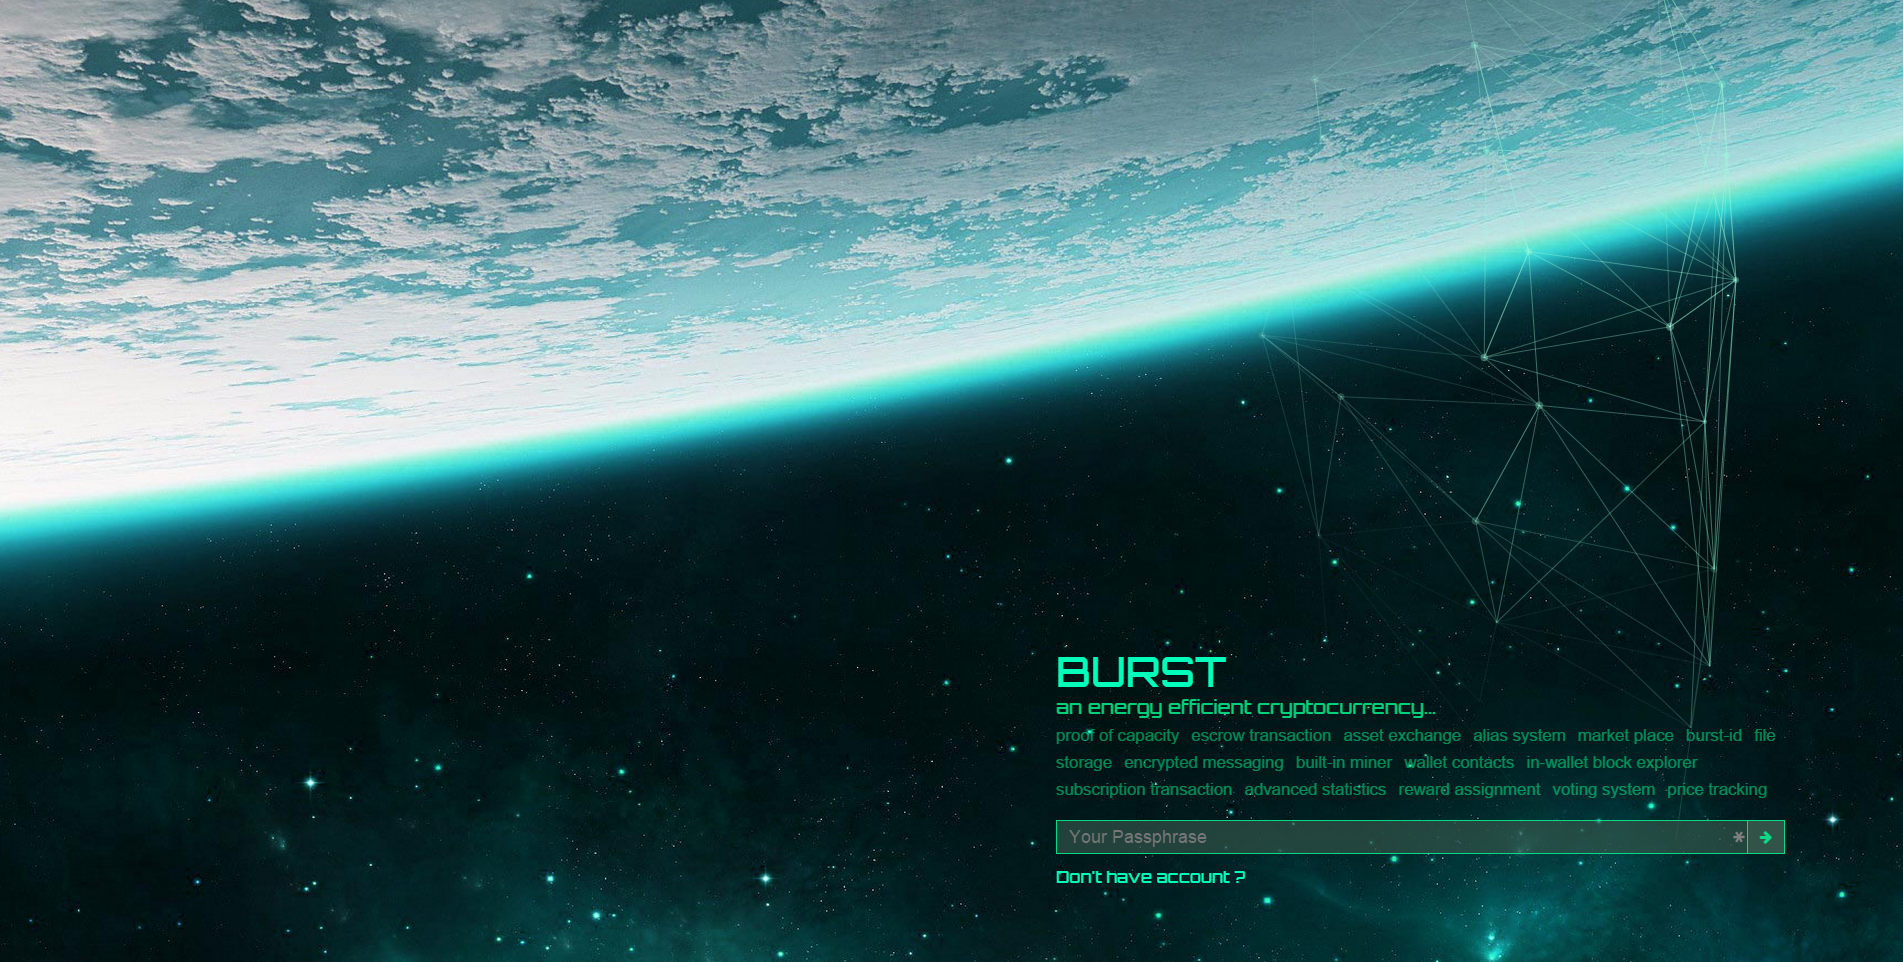 BURST
an energy efficient cryptocurrency...
proof of capacity escrow transaction asset exchange alias system market place burst-id file
storage encrypted messaging built-in miner wallet contacts in-wallet block explorer
subscription transaction advanced statistics reward assignment voting system price tracking
Your Passphrase
Don't have account ?